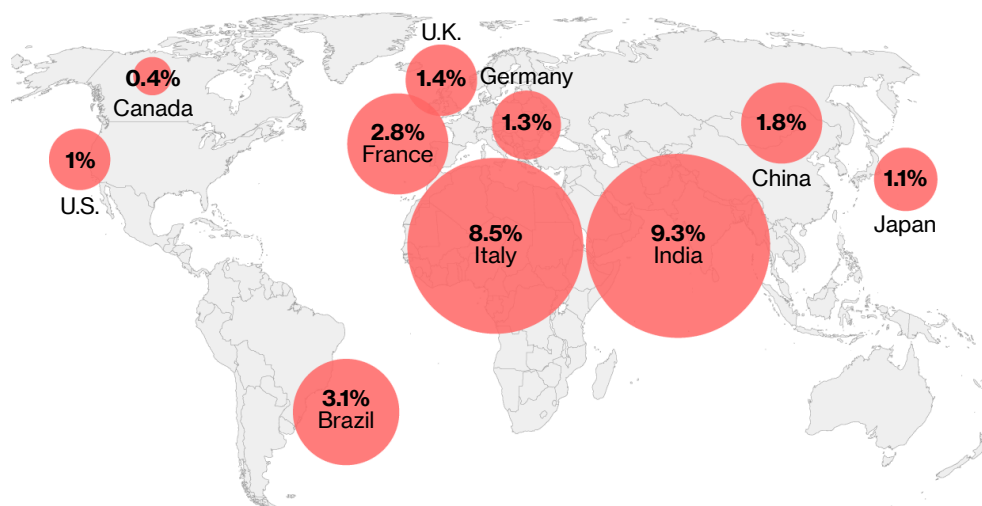 0.4%
Canada
1%
U.S.
U.K.
1.4%
Germany
1.3%
2.8%
France
1.8%
China
1.1%
Japan
8.5%
Italy
9.3%
India
3.1%
Brazil